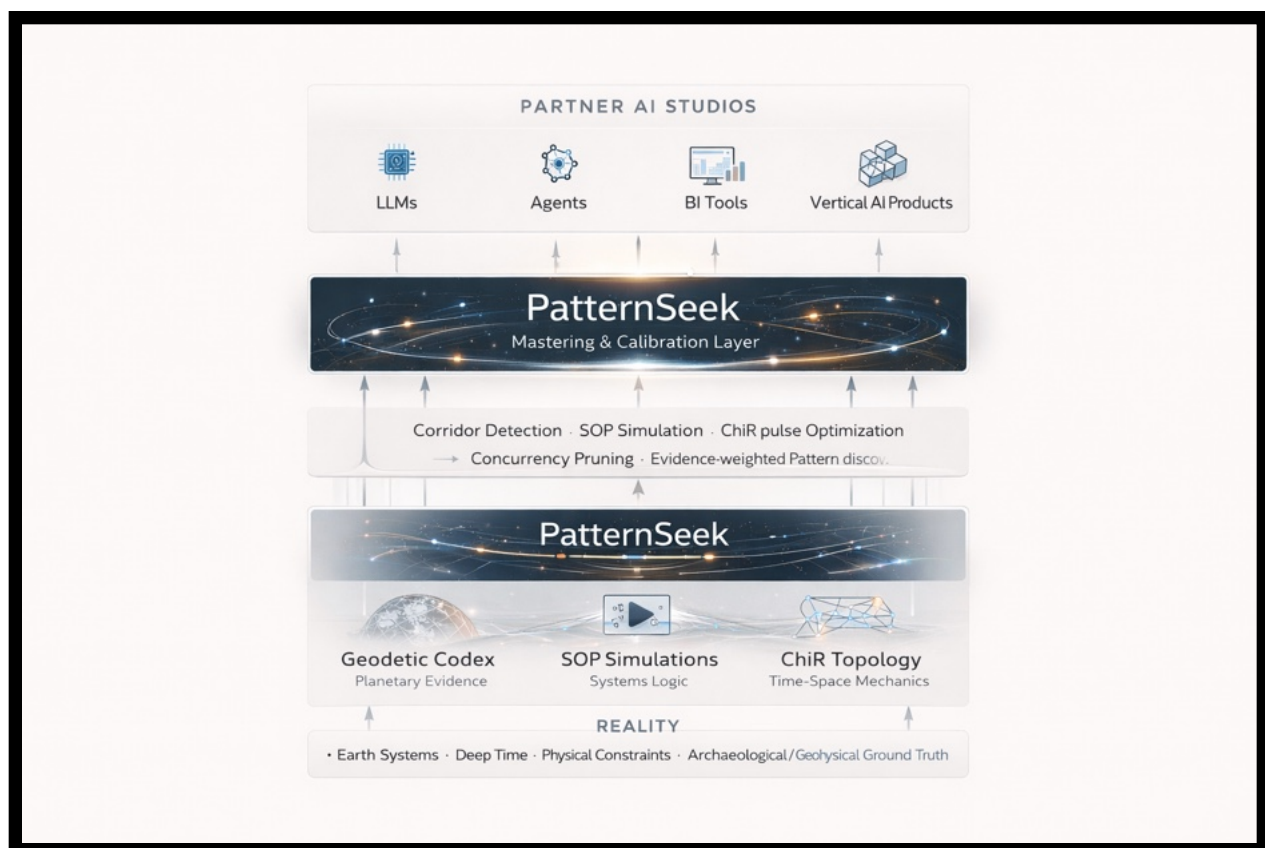 PARTNER AI STUDIOS
LLMs Agents BI Tools Vertical AI Products
PatternSeek
Mastering & Calibration Layer
Corridor Detection · SOP Simulation · ChiR pulse Optimization
→ Concurrency Pruning · Evidence-weighted Pattern discov.
PatternSeek
Geodetic Codex SOP Simulations ChiR Topology
Planetary Evidence Systems Logic Time-Space Mechanics
REALITY
• Earth Systems · Deep Time · Physical Constraints · Archaeological/Geohysical Ground Truth